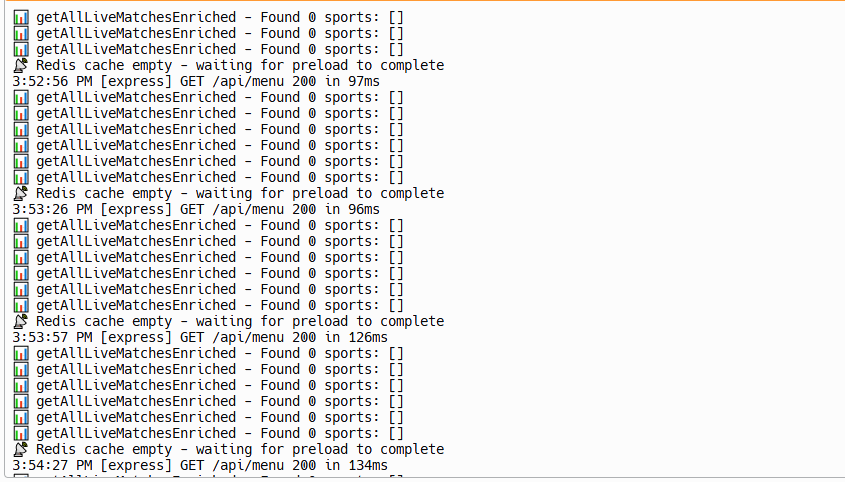 📊 getAllLiveMatchesEnriched - Found 0 sports: []
📊 getAllLiveMatchesEnriched - Found 0 sports: []
📊 getAllLiveMatchesEnriched - Found 0 sports: []
📡 Redis cache empty - waiting for preload to complete
3:52:56 PM [express] GET /api/menu 200 in 97ms
📊 getAllLiveMatchesEnriched - Found 0 sports: []
📊 getAllLiveMatchesEnriched - Found 0 sports: []
📊 getAllLiveMatchesEnriched - Found 0 sports: []
📊 getAllLiveMatchesEnriched - Found 0 sports: []
📊 getAllLiveMatchesEnriched - Found 0 sports: []
📊 getAllLiveMatchesEnriched - Found 0 sports: []
📡 Redis cache empty - waiting for preload to complete
3:53:26 PM [express] GET /api/menu 200 in 96ms
📊 getAllLiveMatchesEnriched - Found 0 sports: []
📊 getAllLiveMatchesEnriched - Found 0 sports: []
📊 getAllLiveMatchesEnriched - Found 0 sports: []
📊 getAllLiveMatchesEnriched - Found 0 sports: []
📊 getAllLiveMatchesEnriched - Found 0 sports: []
📊 getAllLiveMatchesEnriched - Found 0 sports: []
📡 Redis cache empty - waiting for preload to complete
3:53:57 PM [express] GET /api/menu 200 in 126ms
📊 getAllLiveMatchesEnriched - Found 0 sports: []
📊 getAllLiveMatchesEnriched - Found 0 sports: []
📊 getAllLiveMatchesEnriched - Found 0 sports: []
📊 getAllLiveMatchesEnriched - Found 0 sports: []
📊 getAllLiveMatchesEnriched - Found 0 sports: []
📊 getAllLiveMatchesEnriched - Found 0 sports: []
📡 Redis cache empty - waiting for preload to complete
3:54:27 PM [express] GET /api/menu 200 in 134ms